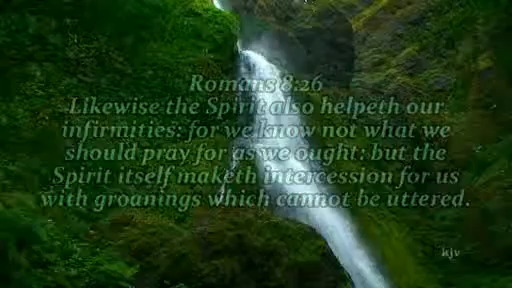 Romans 8:26
Likewise the Spirit also helpeth our
infirmities: for we know not what we
should pray for as we ought: but the
Spirit itself maketh intercession for us
with groanings which cannot be uttered.
kjv